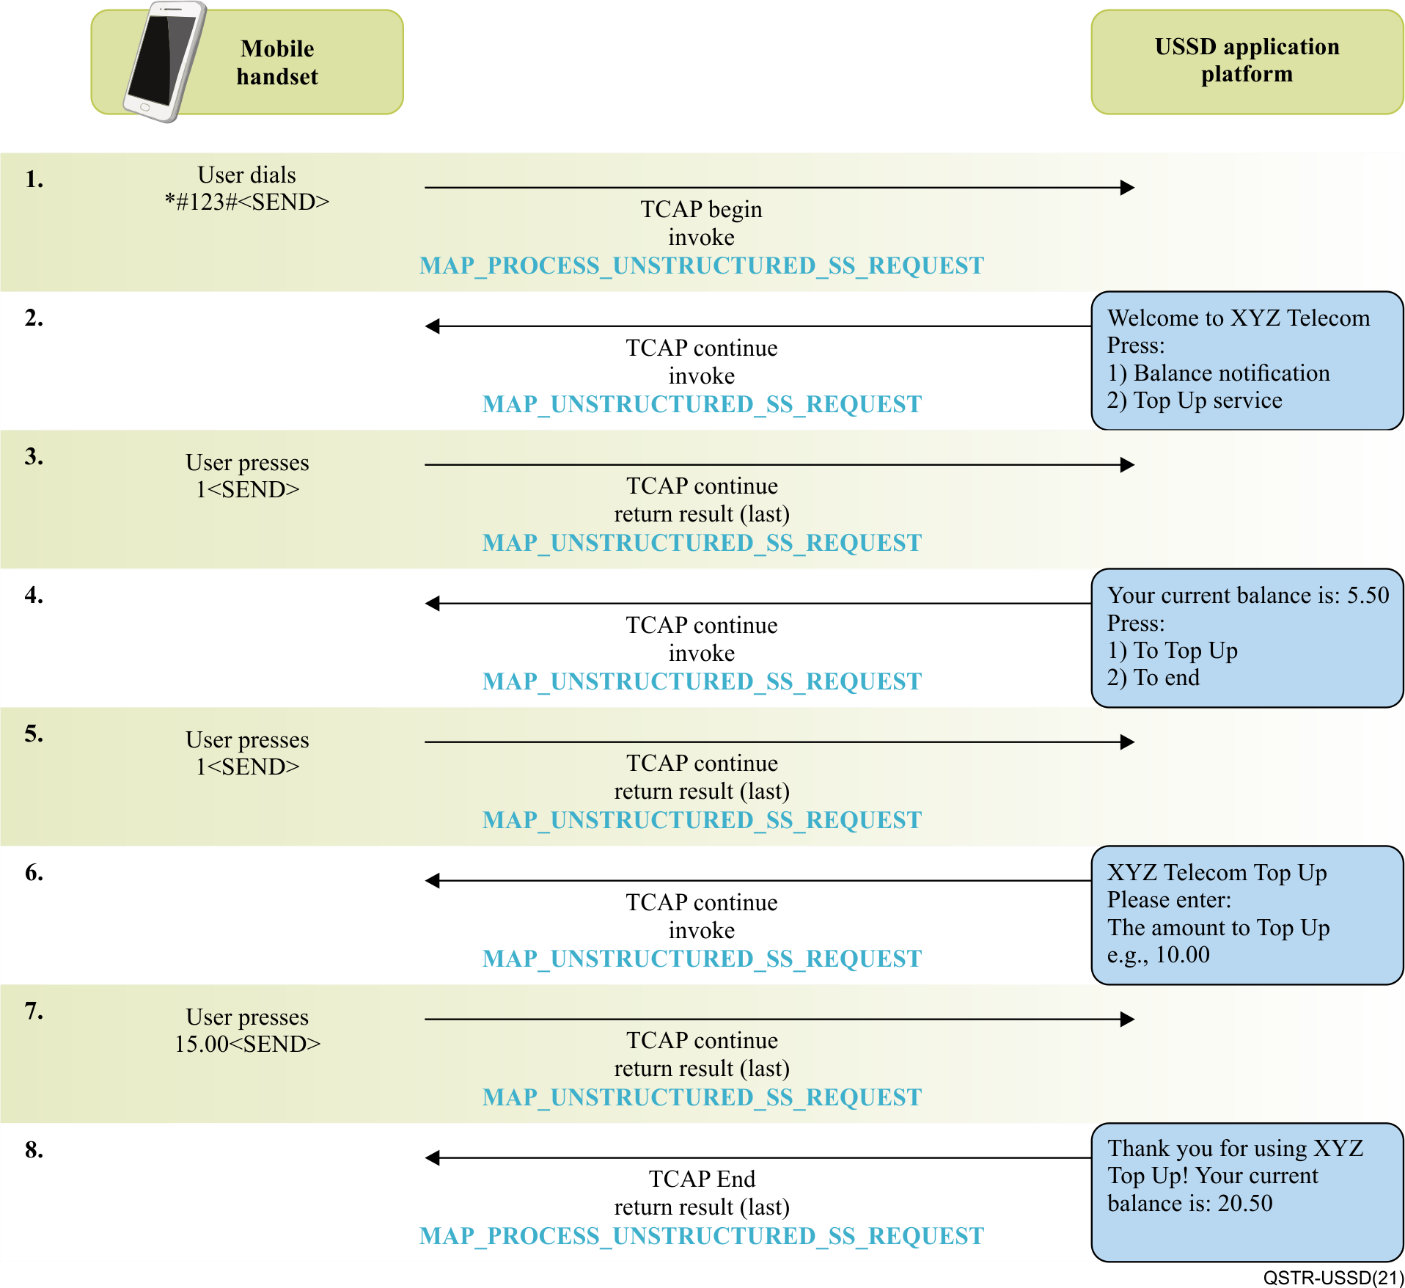 Mobile
handset
USSD application
platform
1.
User dials
*#123#<SEND>
TCAP begin
invoke
MAP_PROCESS_UNSTRUCTURED_SS_REQUEST
2.
TCAP continue
invoke
MAP_UNSTRUCTURED_SS_REQUEST
Welcome to XYZ Telecom
Press:
1) Balance notification
2) Top Up service
3.
User presses
1<SEND>
TCAP continue
return result (last)
MAP_UNSTRUCTURED_SS_REQUEST
4.
TCAP continue
invoke
MAP_UNSTRUCTURED_SS_REQUEST
Your current balance is: 5.50
Press:
1) To Top Up
2) To end
5.
User presses
1<SEND>
TCAP continue
return result (last)
MAP_UNSTRUCTURED_SS_REQUEST
6.
TCAP continue
invoke
MAP_UNSTRUCTURED_SS_REQUEST
XYZ Telecom Top Up
Please enter:
The amount to Top Up
e.g., 10.00
7.
User presses
15.00<SEND>
TCAP continue
return result (last)
MAP_UNSTRUCTURED_SS_REQUEST
8.
TCAP End
return result (last)
MAP_PROCESS_UNSTRUCTURED_SS_REQUEST
Thank you for using XYZ
Top Up! Your current
balance is: 20.50
QSTR-USSD(21)